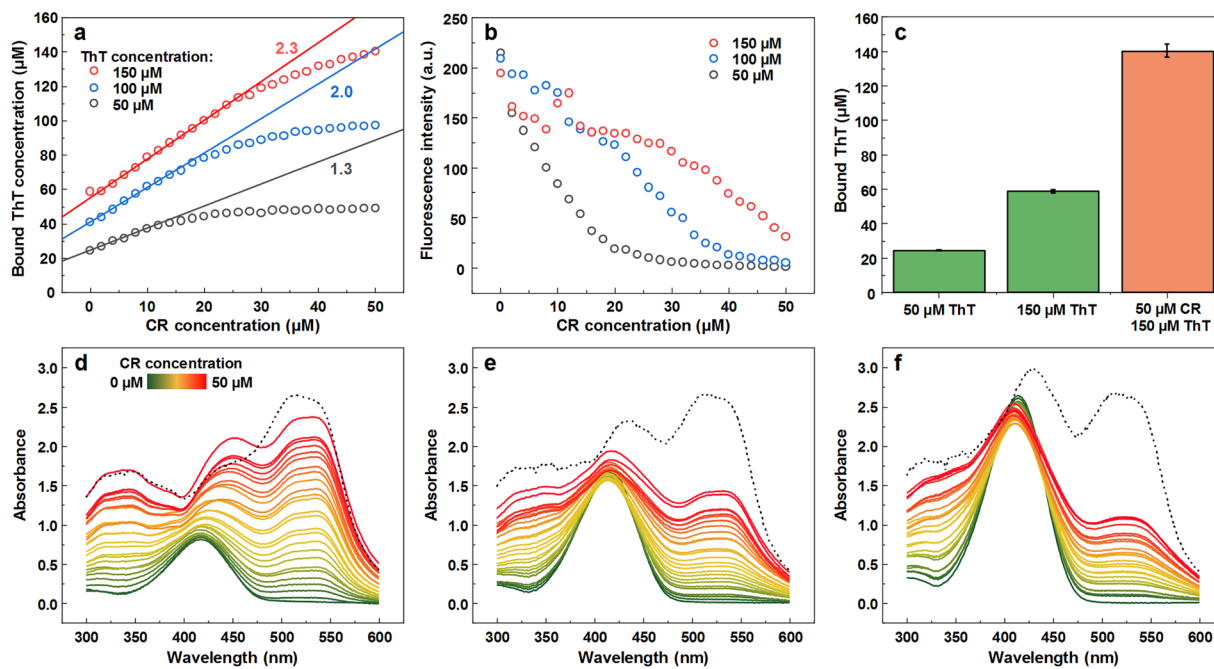 a
ThT concentration:
150 µM
100 µM
50 µM
2.3
2.0
1.3
160
140
120
100
80
60
40
20
0
Bound ThT concentration (µM)
0 10 20 30 40 50
CR concentration (µM)
b
150 µM
100 µM
50 µM
250
200
150
100
50
0
Fluorescence intensity (a.u.)
0 10 20 30 40 50
CR concentration (µM)
c
160
140
120
100
80
60
40
20
0
Bound ThT (µM)
50 µM ThT
150 µM ThT
50 µM CR
150 µM ThT
d
CR concentration
0 µM 50 µM
3.0
2.5
2.0
1.5
1.0
0.5
0.0
Absorbance
300 350 400 450 500 550 600
Wavelength (nm)
e
3.0
2.5
2.0
1.5
1.0
0.5
0.0
Absorbance
300 350 400 450 500 550 600
Wavelength (nm)
f
3.0
2.5
2.0
1.5
1.0
0.5
0.0
Absorbance
300 350 400 450 500 550 600
Wavelength (nm)